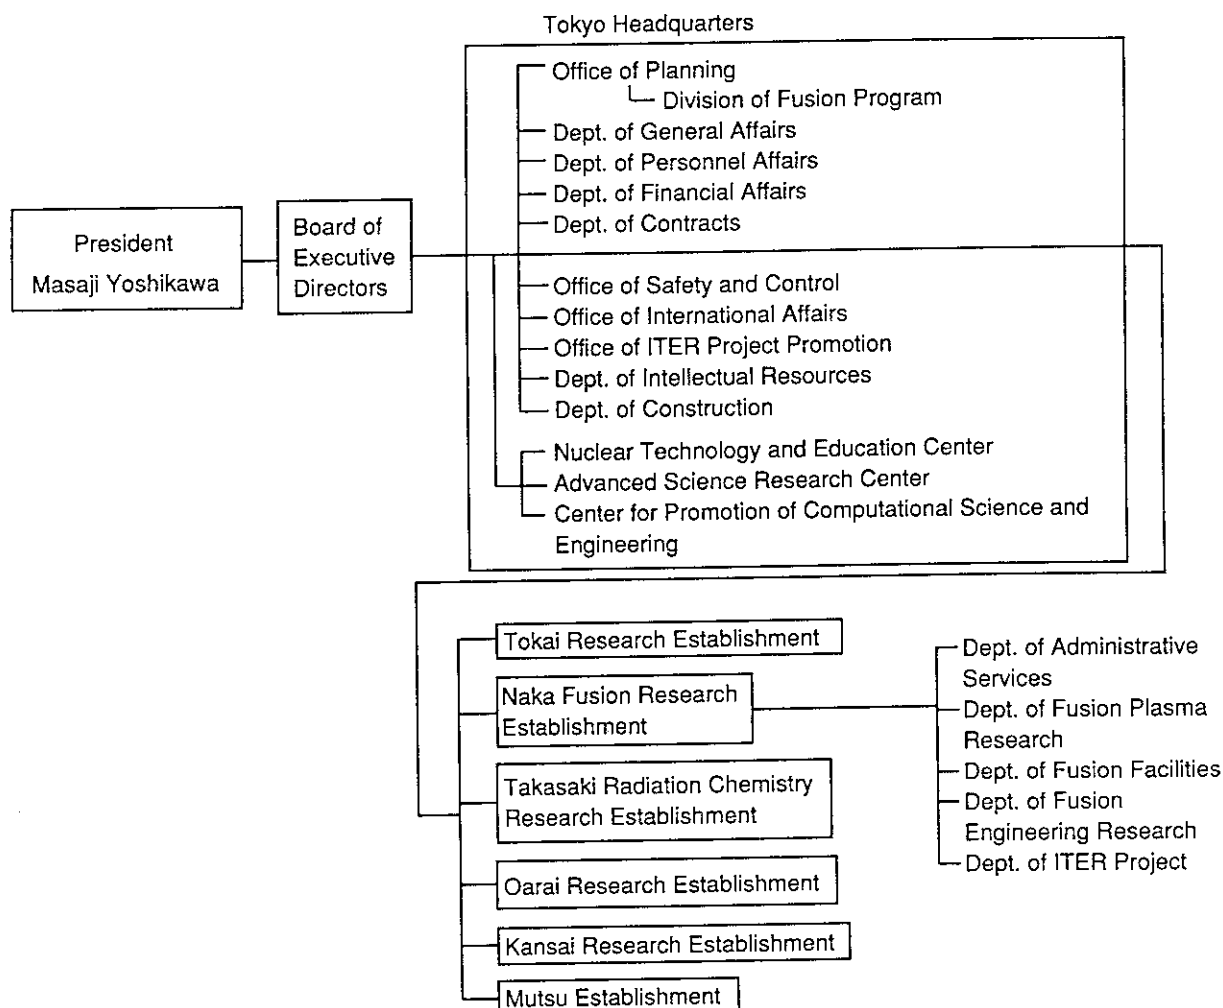 Tokyo Headquarters
Office of Planning
Division of Fusion Program
Dept. of General Affairs
Dept. of Personnel Affairs
Dept. of Financial Affairs
Dept. of Contracts
President
Masaji Yoshikawa
Board of
Executive
Directors
Office of Safety and Control
Office of International Affairs
Office of ITER Project Promotion
Dept. of Intellectual Resources
Dept. of Construction
Nuclear Technology and Education Center
Advanced Science Research Center
Center for Promotion of Computational Science and
Engineering
Tokai Research Establishment
Naka Fusion Research
Establishment
Takasaki Radiation Chemistry
Research Establishment
Oarai Research Establishment
Kansai Research Establishment
Mutsu Establishment
Dept. of Administrative
Services
Dept. of Fusion Plasma
Research
Dept. of Fusion Facilities
Dept. of Fusion
Engineering Research
Dept. of ITER Project